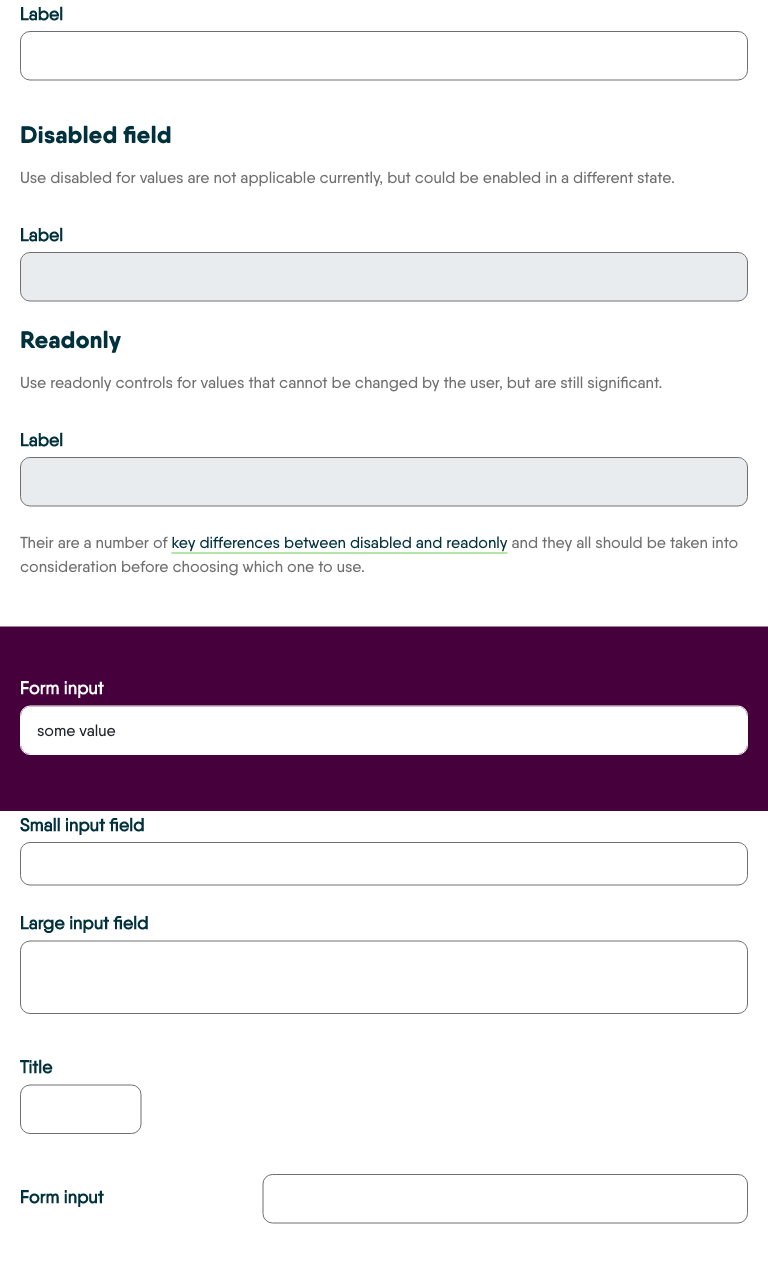 Label
Disabled field
Use disabled for values are not applicable currently, but could be enabled in a different state.
Label
Readonly
Use readonly controls for values that cannot be changed by the user, but are still significant.
Label
Their are a number of key differences between disabled and readonly and they all should be taken into
consideration before choosing which one to use.
Form input
some value
Small input field
Large input field
Title
Form input